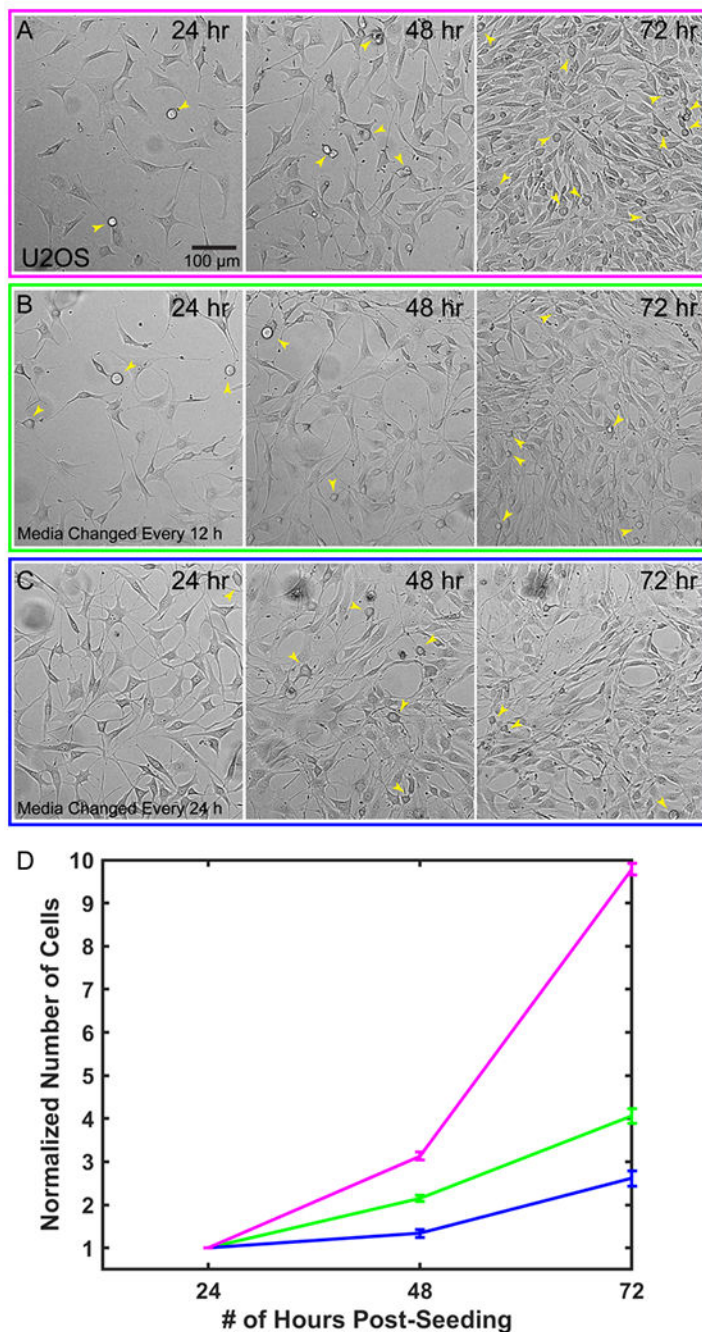 A 24 hr 48 hr 72 hr
U2OS 100 µm
B 24 hr 48 hr 72 hr
Media Changed Every 12 h
C 24 hr 48 hr 72 hr
Media Changed Every 24 h
D
Normalized Number of Cells
10
9
8
7
6
5
4
3
2
1
24 48 72
# of Hours Post-Seeding